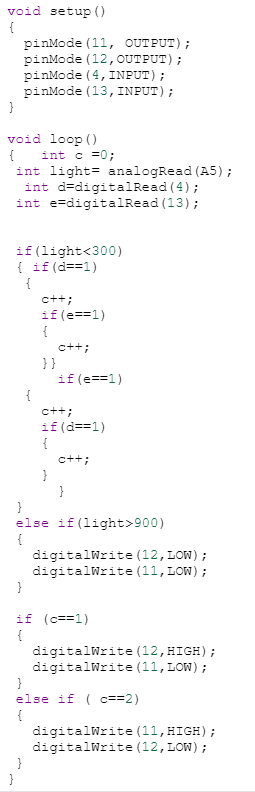 void setup()
{
  pinMode(11, OUTPUT);
  pinMode(12,OUTPUT);
  pinMode(4,INPUT);
  pinMode(13,INPUT);
}

void loop()
{   int c =0;
 int light= analogRead(A5);
  int d=digitalRead(4);
 int e=digitalRead(13);


 if(light<300)
 { if(d==1)
  {
    c++;
    if(e==1)
    {
      c++;
    }}
      if(e==1)
  {
    c++;
    if(d==1)
    {
      c++;
    }
      }
 }
 else if(light>900)
 {
   digitalWrite(12,LOW);
   digitalWrite(11,LOW);
 }

 if (c==1)
 {
   digitalWrite(12,HIGH);
   digitalWrite(11,LOW);
 }
 else if ( c==2)
 {
   digitalWrite(11,HIGH);
   digitalWrite(12,LOW);
 }
}